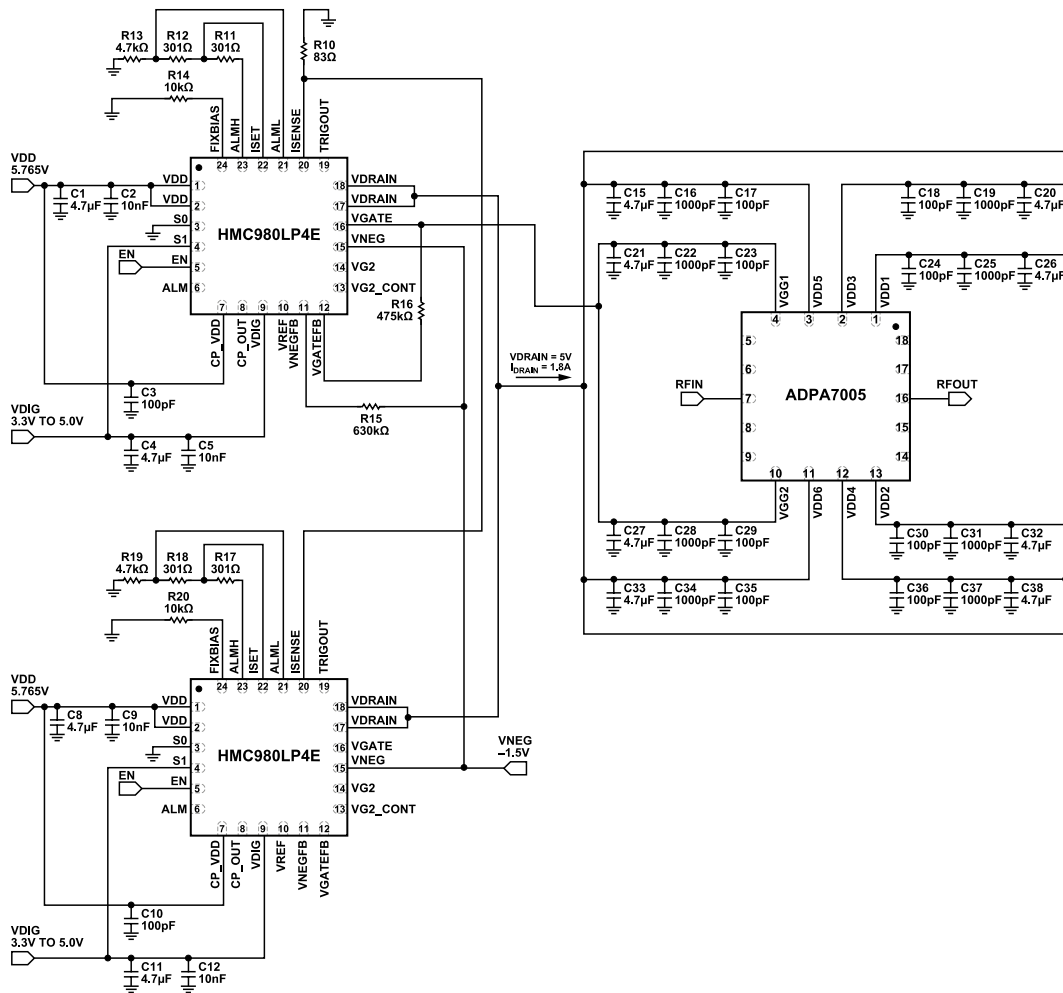 R13
4.7kΩ
R12
301Ω
R11
301Ω
R10
83Ω
R14
10kΩ
FIXBIAS
ALMH
ISET
ALML
ISENSE
TRIGOUT
24
23
22
21
20
19
VDD
5.765V
C1
4.7µF
C2
10nF
VDD
VDD
S0
S1
EN
EN
ALM
1
2
3
4
5
6
HMC980LP4E
18
17
16
15
14
13
VDRAIN
VDRAIN
VGATE
VNEG
VG2
VG2_CONT
7
8
9
10
11
12
CP_VDD
CP_OUT
VDIG
VREF
VNEGFB
VGATEFB
R16
475kΩ
C3
100pF
VDIG
3.3V TO 5.0V
C4
4.7µF
C5
10nF
R15
630kΩ
VDRAIN = 5V
IDRAIN = 1.8A
C15
4.7µF
C16
1000pF
C17
100pF
C18
100pF
C19
1000pF
C20
4.7µF
C21
4.7µF
C22
1000pF
C23
100pF
C24
100pF
C25
1000pF
C26
4.7µF
VGG1
VDD5
VDD3
VDD1
4
3
2
1
5
6
7
8
9
RFIN
ADPA7005
RFOUT
18
17
16
15
14
10
11
12
13
VGG2
VDD6
VDD4
VDD2
C27
4.7µF
C28
1000pF
C29
100pF
C30
100pF
C31
1000pF
C32
4.7µF
C33
4.7µF
C34
1000pF
C35
100pF
C36
100pF
C37
1000pF
C38
4.7µF
R19
4.7kΩ
R18
301Ω
R17
301Ω
R20
10kΩ
FIXBIAS
ALMH
ISET
ALML
ISENSE
TRIGOUT
24
23
22
21
20
19
VDD
5.765V
C8
4.7µF
C9
10nF
VDD
VDD
S0
S1
EN
EN
ALM
1
2
3
4
5
6
HMC980LP4E
18
17
16
15
14
13
VDRAIN
VDRAIN
VGATE
VNEG
VG2
VG2_CONT
VNEG
–1.5V
7
8
9
10
11
12
CP_VDD
CP_OUT
VDIG
VREF
VNEGFB
VGATEFB
C10
100pF
VDIG
3.3V TO 5.0V
C11
4.7µF
C12
10nF